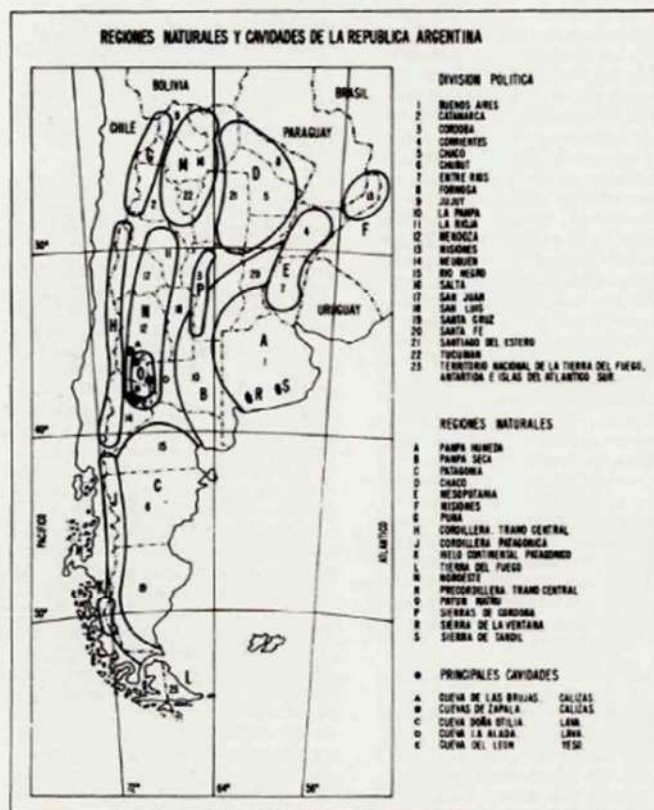 REGIONES NATURALES Y CAVIDADES DE LA REPUBLICA ARGENTINA
BOLIVIA
BRASIL
CHILE
PARAGUAY
URUGUAY
PACIFICO
ATLANTICO
50°
72°
64°
56°
DIVISION POLITICA
1 BUENOS AIRES
2 CATAMARCA
3 CORDOBA
4 CORRIENTES
5 CHACO
6 CHUBUT
7 ENTRE RIOS
8 FORMOSA
9 JUJUY
10 LA PAMPA
11 LA RIOJA
12 MENDOZA
13 MISIONES
14 NEUQUEN
15 RIO NEGRO
16 SALTA
17 SAN JUAN
18 SAN LUIS
19 SANTA CRUZ
20 SANTA FE
21 SANTIAGO DEL ESTERO
22 TUCUMAN
23 TERRITORIO NACIONAL DE LA TIERRA DEL FUEGO,
ANTARTIDA E ISLAS DEL ATLANTICO SUR.
REGIONES NATURALES
A PAMPA HUMEDA
B PAMPA SECA
C PATAGONIA
D CHACO
E MESOPOTAMIA
F MISIONES
G PUNA
H CORDILLERA. TRAMO CENTRAL
J CORDILLERA PATAGONICA
K HIELO CONTINENTAL PATAGONICO
L TIERRA DEL FUEGO
M NOROESTE
N PRECORDILLERA. TRAMO CENTRAL
O PAYUN MATRU
P SIERRAS DE CORDOBA
R SIERRA DE LA VENTANA
S SIERRA DE TANDIL
PRINCIPALES CAVIDADES
A CUEVA DE LAS BRUJAS. CALIZAS.
B CUEVAS DE ZAPALA CALIZAS.
C CUEVA DOÑA OTILIA LAVA.
D CUEVA LA ALADA. LAVA.
E CUEVA DEL LEON YESO.